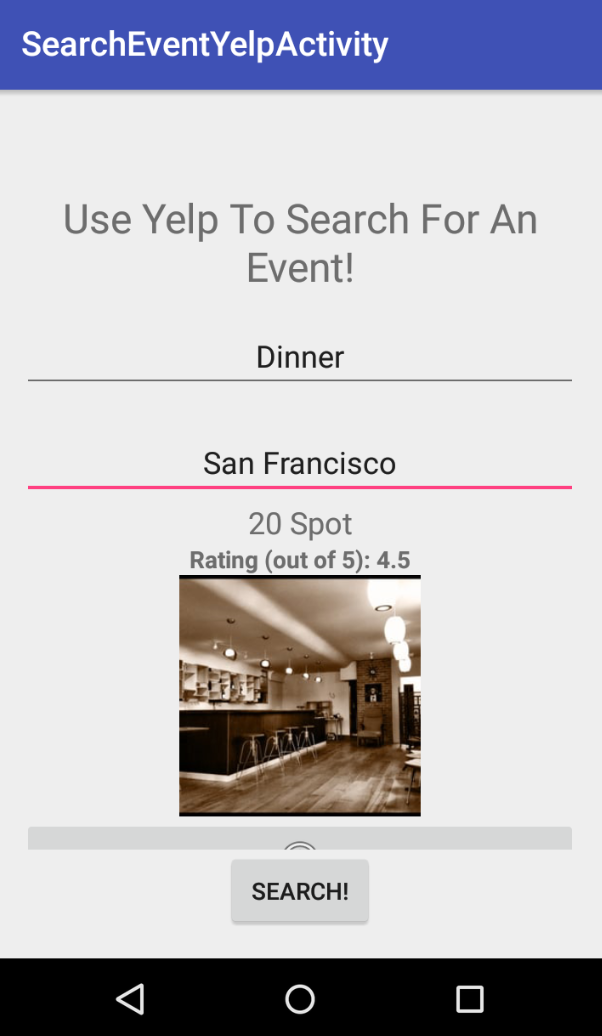 SearchEventYelpActivity
Use Yelp To Search For An
Event!
Dinner
San Francisco
20 Spot
Rating (out of 5): 4.5
SEARCH!